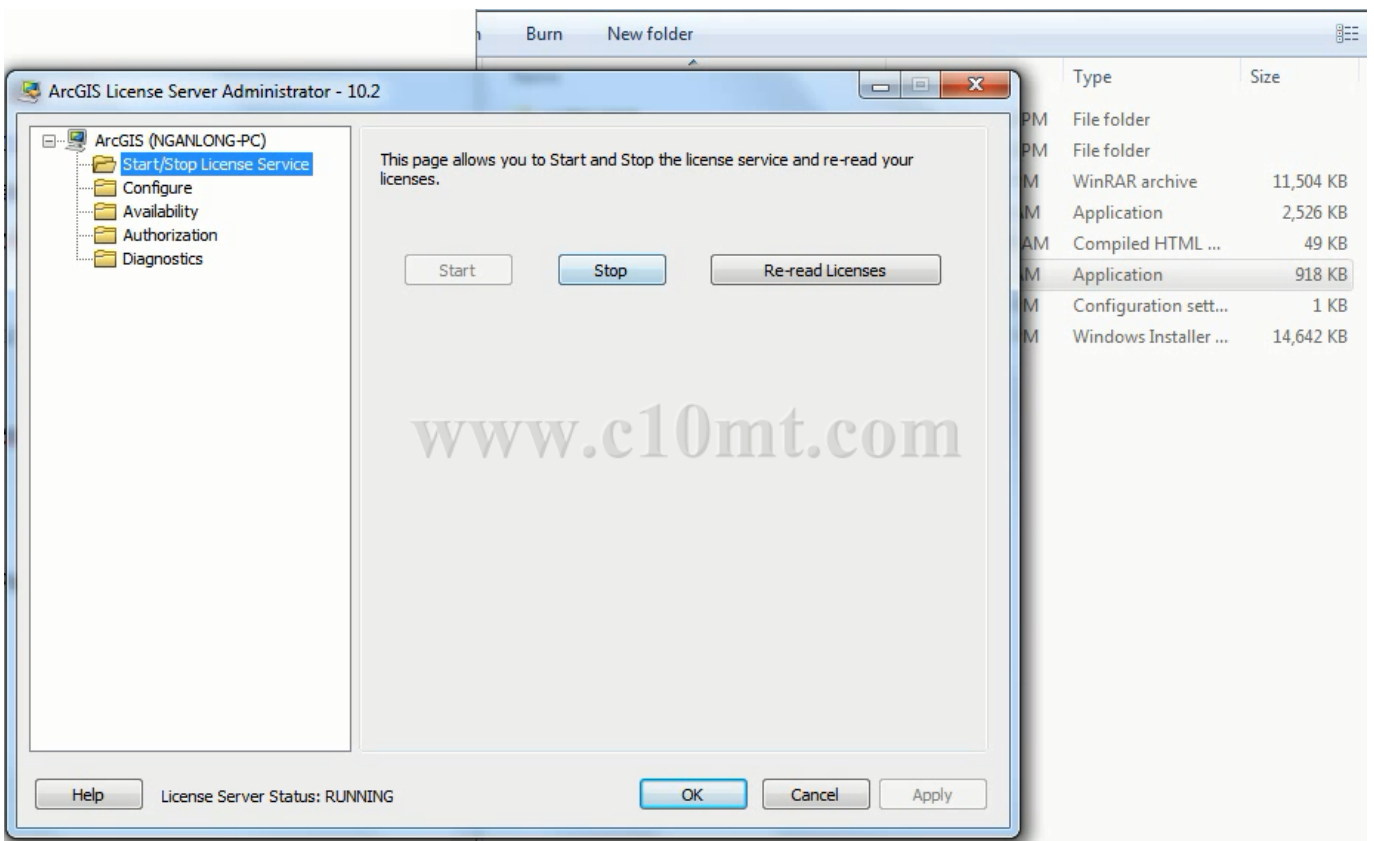 Burn New folder
ArcGIS License Server Administrator - 10.2
Type Size
ArcGIS (NGANLONG-PC)
Start/Stop License Service
Configure
Availability
Authorization
Diagnostics
This page allows you to Start and Stop the license service and re-read your
licenses.
Start Stop Re-read Licenses
PM File folder
PM File folder
M WinRAR archive 11,504 KB
AM Application 2,526 KB
AM Compiled HTML ... 49 KB
AM Application 918 KB
M Configuration sett... 1 KB
M Windows Installer ... 14,642 KB
www.c10mt.com
Help License Server Status: RUNNING OK Cancel Apply